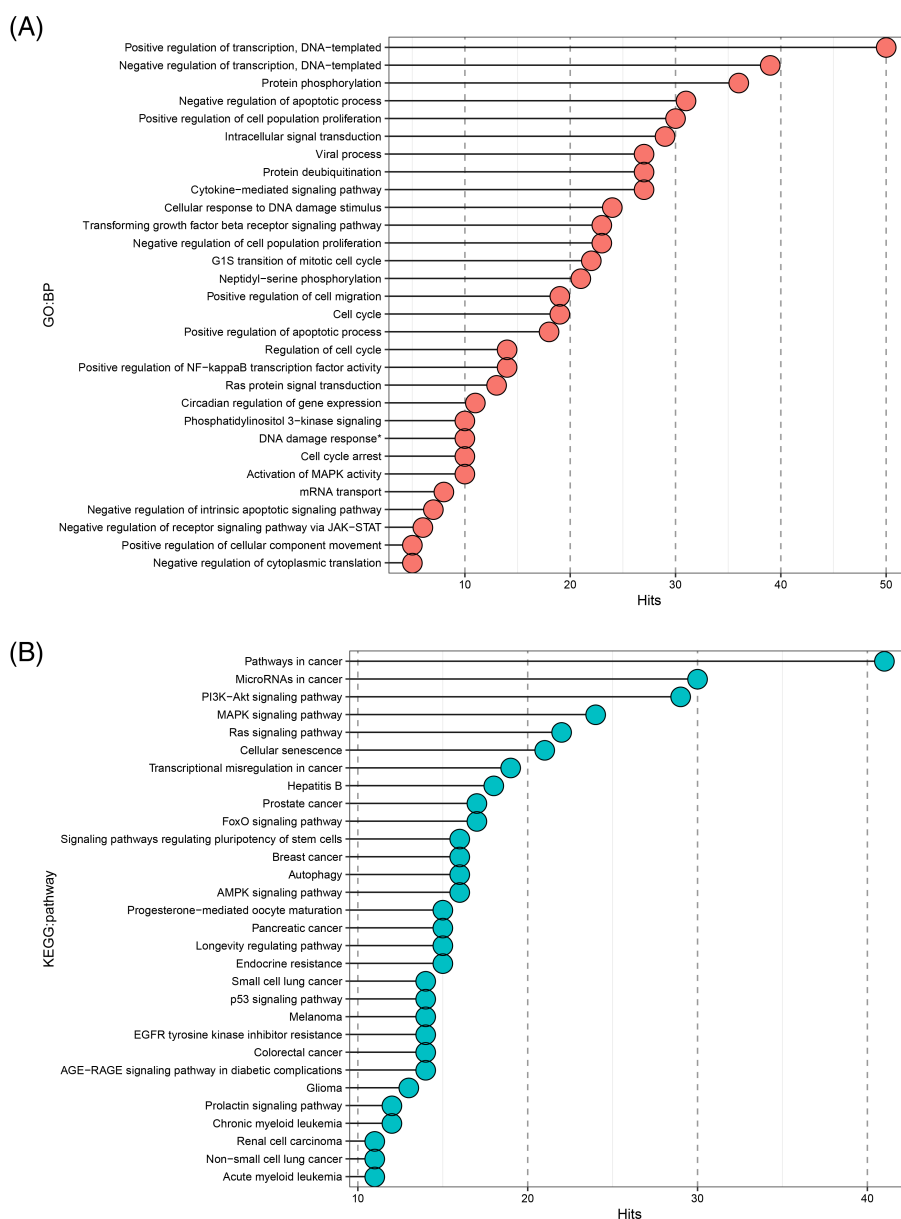 (A)
Positive regulation of transcription, DNA−templated
Negative regulation of transcription, DNA−templated
Protein phosphorylation
Negative regulation of apoptotic process
Positive regulation of cell population proliferation
Intracellular signal transduction
Viral process
Protein deubiquitination
Cytokine−mediated signaling pathway
Cellular response to DNA damage stimulus
Transforming growth factor beta receptor signaling pathway
Negative regulation of cell population proliferation
G1S transition of mitotic cell cycle
Neptidyl−serine phosphorylation
Positive regulation of cell migration
Cell cycle
Positive regulation of apoptotic process
Regulation of cell cycle
Positive regulation of NF−kappaB transcription factor activity
Ras protein signal transduction
Circadian regulation of gene expression
Phosphatidylinositol 3−kinase signaling
DNA damage response*
Cell cycle arrest
Activation of MAPK activity
mRNA transport
Negative regulation of intrinsic apoptotic signaling pathway
Negative regulation of receptor signaling pathway via JAK−STAT
Positive regulation of cellular component movement
Negative regulation of cytoplasmic translation
GO:BP
10 20 30 40 50
Hits
(B)
Pathways in cancer
MicroRNAs in cancer
PI3K−Akt signaling pathway
MAPK signaling pathway
Ras signaling pathway
Cellular senescence
Transcriptional misregulation in cancer
Hepatitis B
Prostate cancer
FoxO signaling pathway
Signaling pathways regulating pluripotency of stem cells
Breast cancer
Autophagy
AMPK signaling pathway
Progesterone−mediated oocyte maturation
Pancreatic cancer
Longevity regulating pathway
Endocrine resistance
Small cell lung cancer
p53 signaling pathway
Melanoma
EGFR tyrosine kinase inhibitor resistance
Colorectal cancer
AGE−RAGE signaling pathway in diabetic complications
Glioma
Prolactin signaling pathway
Chronic myeloid leukemia
Renal cell carcinoma
Non−small cell lung cancer
Acute myeloid leukemia
KEGG:pathway
10 20 30 40
Hits